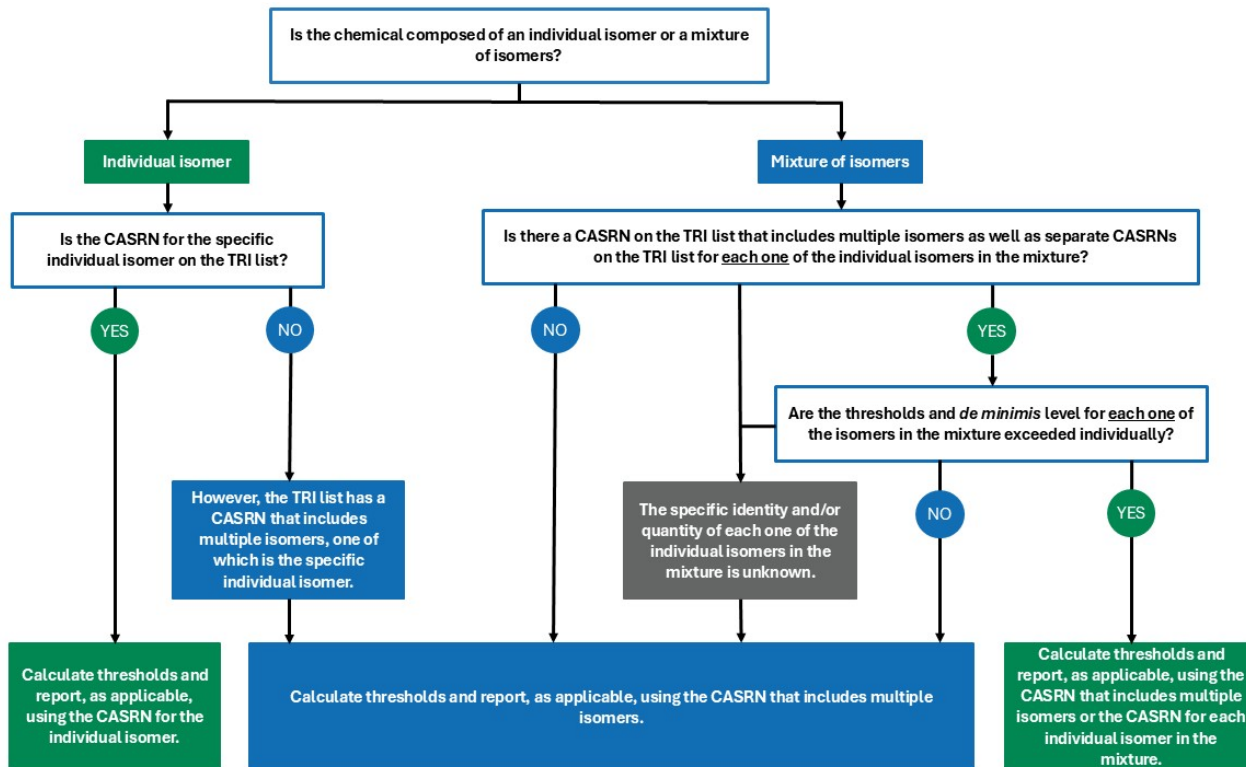 Is the chemical composed of an individual isomer or a mixture
of isomers?
Individual isomer
Mixture of isomers
Is the CASRN for the specific
individual isomer on the TRI list?
Is there a CASRN on the TRI list that includes multiple isomers as well as separate CASRNs
on the TRI list for each one of the individual isomers in the mixture?
YES
NO
NO
YES
Are the thresholds and de minimis level for each one of
the isomers in the mixture exceeded individually?
However, the TRI list has a
CASRN that includes
multiple isomers, one of
which is the specific
individual isomer.
The specific identity and/or
quantity of each one of the
individual isomers in the
mixture is unknown.
NO
YES
Calculate thresholds and
report, as applicable,
using the CASRN for the
individual isomer.
Calculate thresholds and report, as applicable, using the CASRN that includes multiple
isomers.
Calculate thresholds and
report, as applicable, using the
CASRN that includes multiple
isomers or the CASRN for each
individual isomer in the
mixture.